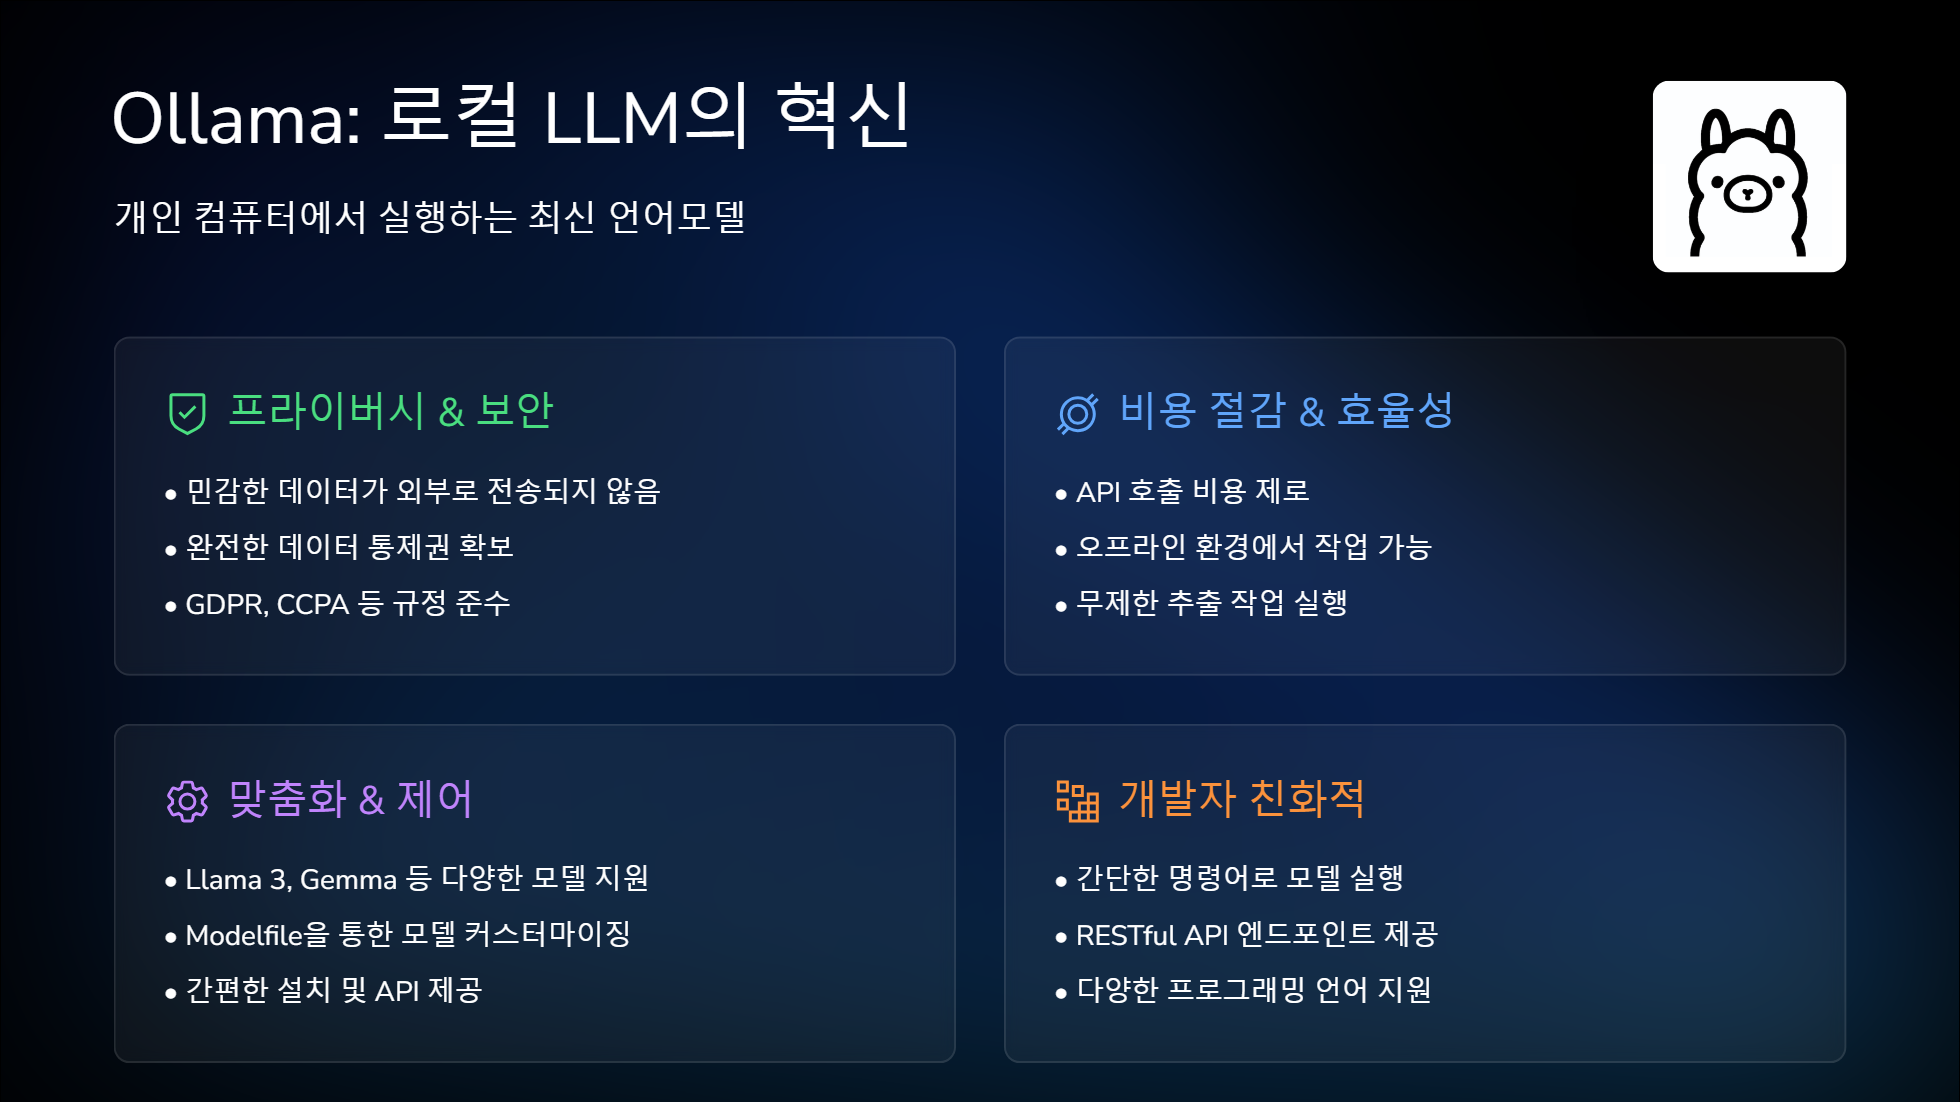 Ollama: 로컬 LLM의 혁신
개인 컴퓨터에서 실행하는 최신 언어모델
프라이버시 & 보안
• 민감한 데이터가 외부로 전송되지 않음
• 완전한 데이터 통제권 확보
• GDPR, CCPA 등 규정 준수
비용 절감 & 효율성
• API 호출 비용 제로
• 오프라인 환경에서 작업 가능
• 무제한 추출 작업 실행
맞춤화 & 제어
• Llama 3, Gemma 등 다양한 모델 지원
• Modelfile을 통한 모델 커스터마이징
• 간편한 설치 및 API 제공
개발자 친화적
• 간단한 명령어로 모델 실행
• RESTful API 엔드포인트 제공
• 다양한 프로그래밍 언어 지원